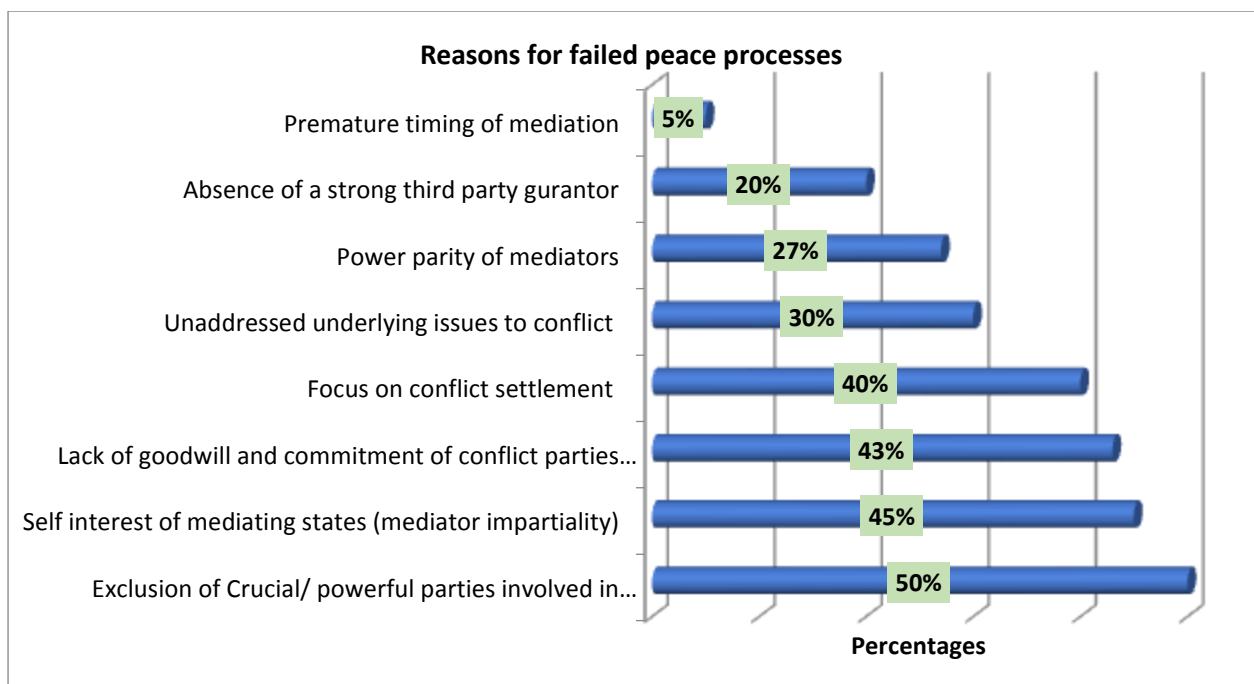 Reasons for failed peace processes
Premature timing of mediation 5%
Absence of a strong third party gurantor 20%
Power parity of mediators 27%
Unaddressed underlying issues to conflict 30%
Focus on conflict settlement 40%
Lack of goodwill and commitment of conflict parties… 43%
Self interest of mediating states (mediator impartiality) 45%
Exclusion of Crucial/ powerful parties involved in… 50%
Percentages